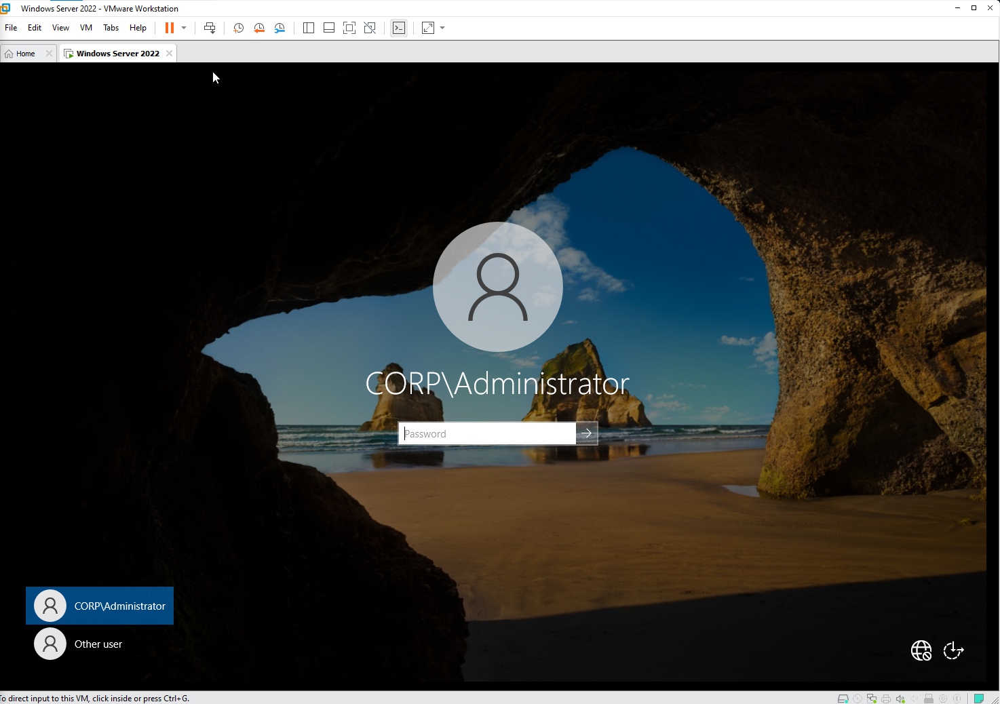 Windows Server 2022 - VMware Workstation
File Edit View VM Tabs Help
Home
Windows Server 2022
CORP\Administrator
Password
CORP\Administrator
Other user
To direct input to this VM, click inside or press Ctrl+G.